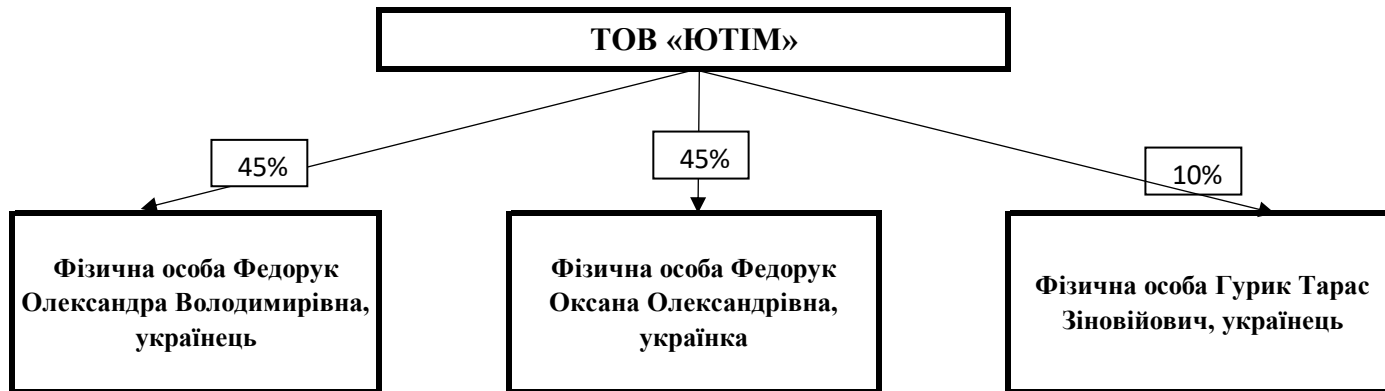 ТОВ «ЮТІМ»
45%
45%
10%
Фізична особа Федорук
Олександра Володимирівна,
українець
Фізична особа Федорук
Оксана Олександрівна,
українка
Фізична особа Гурик Тарас
Зіновійович, українець